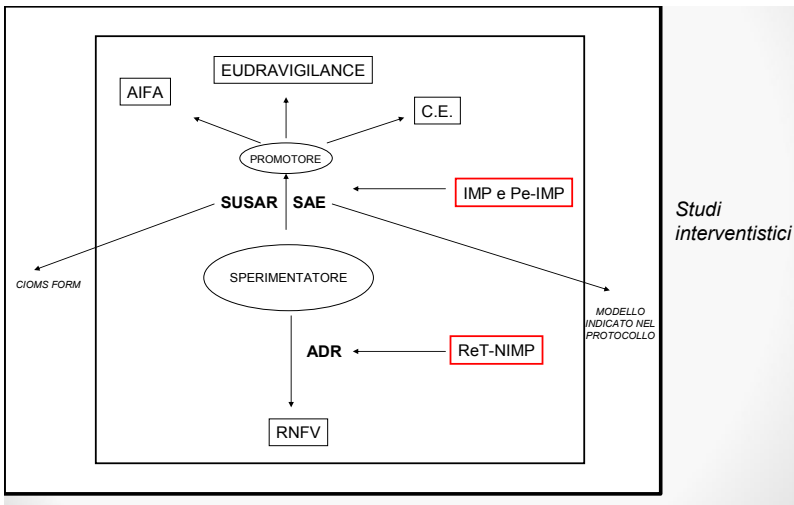 EUDRAVIGILANCE
AIFA
C.E.
PROMOTORE
SUSAR SAE
IMP e Pe-IMP
Studi
interventistici
SPERIMENTATORE
CIOMS FORM
MODELLO
INDICATO NEL
PROTOCOLLO
ADR
ReT-NIMP
RNFV